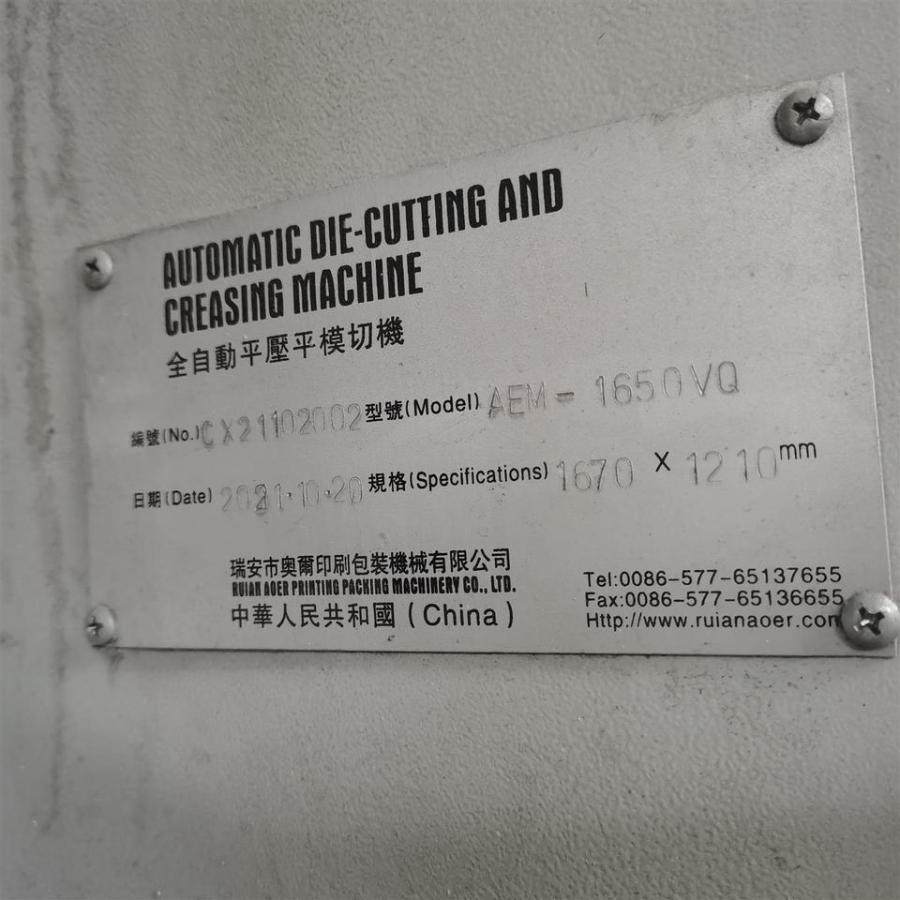 AUTOMATIC DIE-CUTTING AND
CREASING MACHINE
全自動平壓平模切機
編號(No.) CX21102002 型號(Model) AEM-1650VQ
日期(Date) 2021.10.20 規格(Specifications) 1670 X 1210mm
瑞安市奧爾印刷包裝機械有限公司
RUIAN AOER PRINTING PACKING MACHINERY CO., LTD.
中華人民共和國(China)
Tel:0086-577-65137655
Fax:0086-577-65136655
Http://www.ruianaoer.com